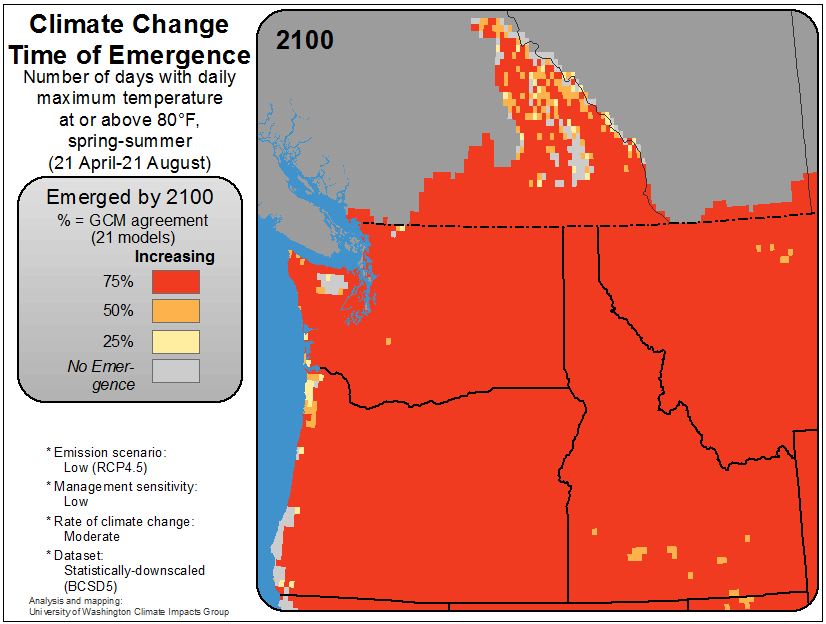 Climate Change
Time of Emergence
Number of days with daily
maximum temperature
at or above 80°F,
spring-summer
(21 April-21 August)
Emerged by 2100
% = GCM agreement
(21 models)
Increasing
75%
50%
25%
No Emer-
gence
* Emission scenario:
Low (RCP4.5)
* Management sensitivity:
Low
* Rate of climate change:
Moderate
* Dataset:
Statistically-downscaled
(BCSD5)
Analysis and mapping:
University of Washington Climate Impacts Group
2100